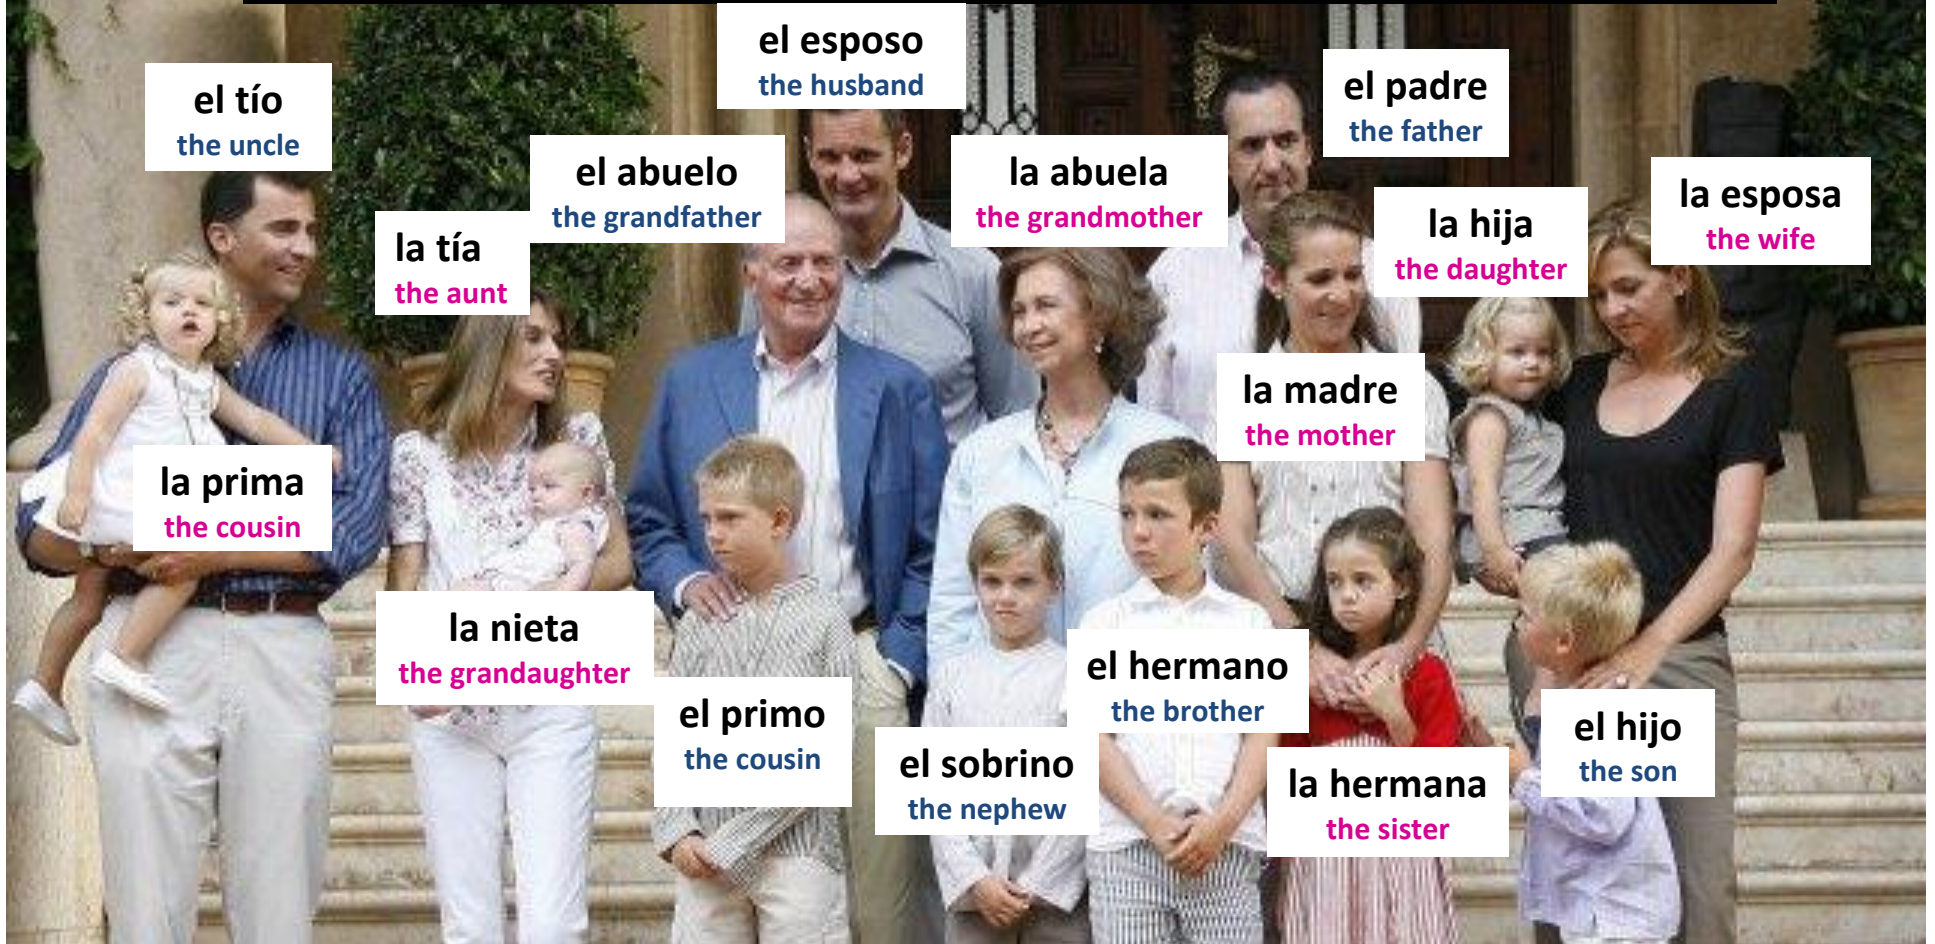 el esposo
the husband
el tío
the uncle
el padre
the father
el abuelo
the grandfather
la abuela
the grandmother
la esposa
the wife
la tía
the aunt
la hija
the daughter
la madre
the mother
la prima
the cousin
la nieta
the grandaughter
el hermano
the brother
el primo
the cousin
el sobrino
the nephew
el hijo
the son
la hermana
the sister